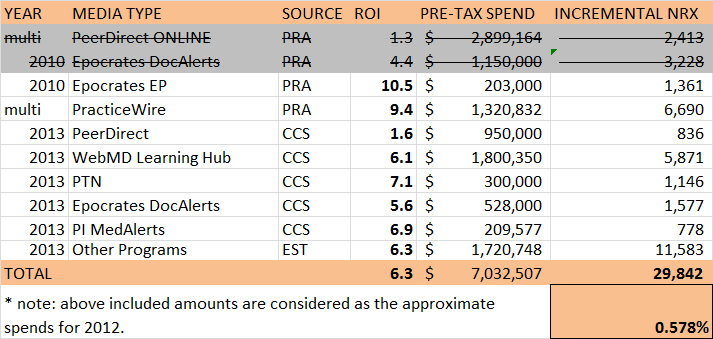 YEAR MEDIA TYPE SOURCE ROI PRE-TAX SPEND INCREMENTAL NRX
multi PeerDirect ONLINE PRA 1.3 $ 2,899,164 2,413
2010 Epocrates DocAlerts PRA 4.4 $ 1,150,000 3,228
2010 Epocrates EP PRA 10.5 $ 203,000 1,361
multi PracticeWire PRA 9.4 $ 1,320,832 6,690
2013 PeerDirect CCS 1.6 $ 950,000 836
2013 WebMD Learning Hub CCS 6.1 $ 1,800,350 5,871
2013 PTN CCS 7.1 $ 300,000 1,146
2013 Epocrates DocAlerts CCS 5.6 $ 528,000 1,577
2013 PI MedAlerts CCS 6.9 $ 209,577 778
2013 Other Programs EST 6.3 $ 1,720,748 11,583
TOTAL 6.3 $ 7,032,507 29,842
* note: above included amounts are considered as the approximate
spends for 2012. 0.578%